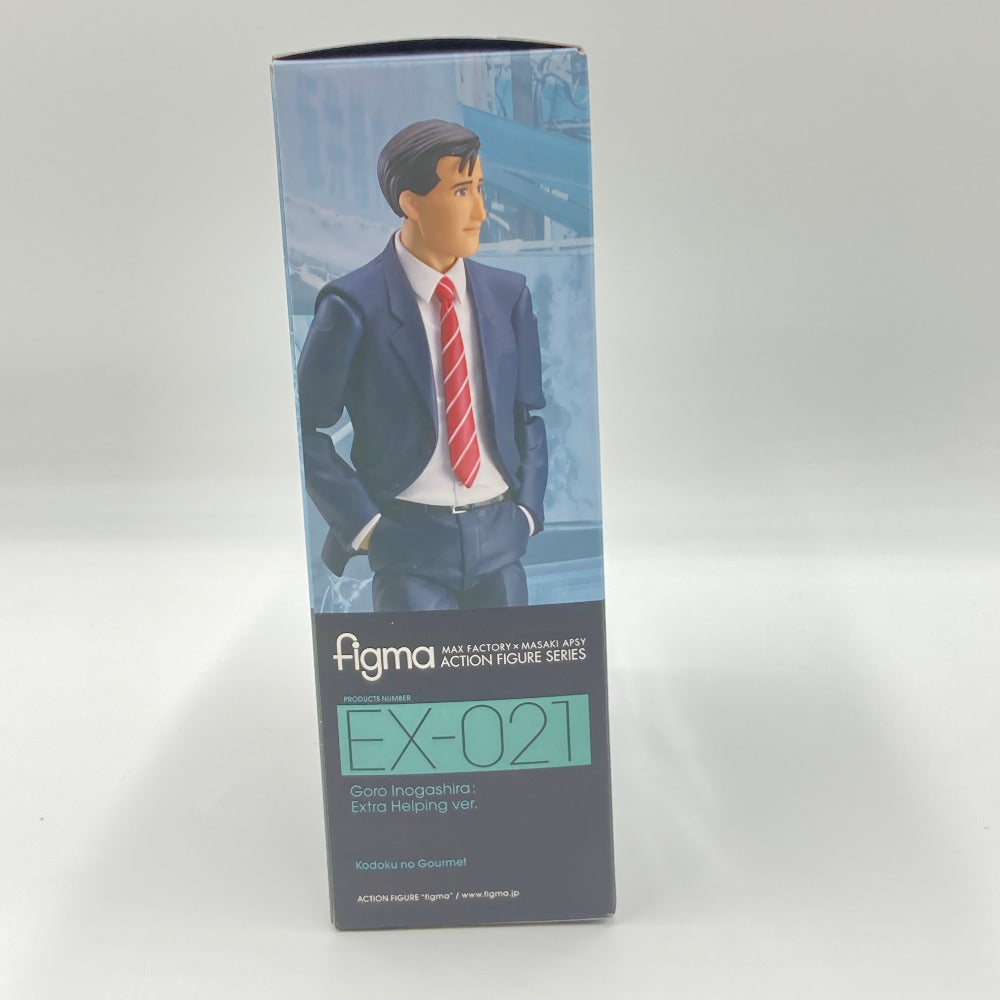 figma MAX FACTORY×MASAKI APSY
ACTION FIGURE SERIES
PRODUCTS NUMBER
EX-021
Goro Inogashira:
Extra Helping ver.
Kodoku no Gourmet
ACTION FIGURE "figma" / www.figma.jp